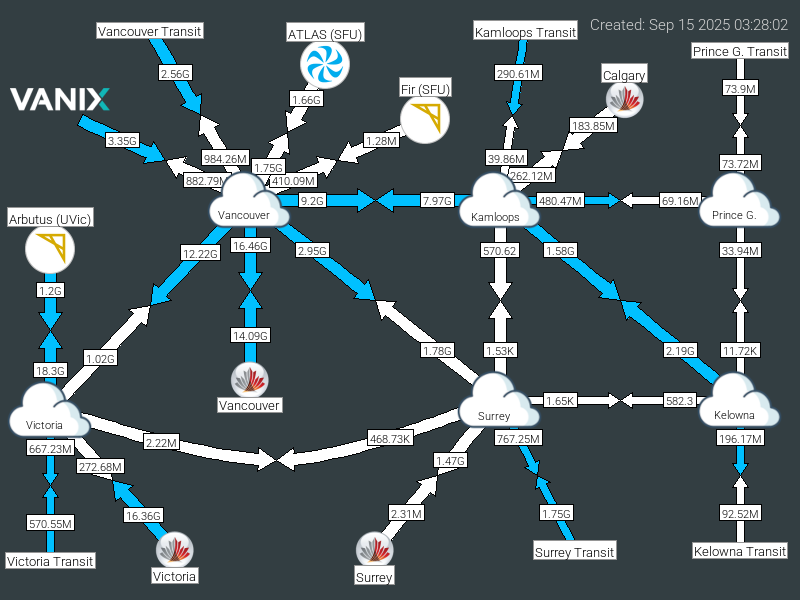 Created: Sep 15 2025 03:28:02
Vancouver Transit
ATLAS (SFU)
Kamloops Transit
Prince G. Transit
2.56G
290.61M
Calgary
73.9M
VANIX
1.66G
Fir (SFU)
183.85M
3.35G
1.28M
984.26M
1.75G
39.86M
73.72M
882.79M
410.09M
262.12M
9.2G
7.97G
480.47M
69.16M
Arbutus (UVic)
Vancouver
Kamloops
Prince G.
12.22G
16.46G
2.95G
570.62
1.58G
33.94M
1.2G
14.09G
1.02G
1.78G
1.53K
2.19G
11.72K
18.3G
Vancouver
1.65K
582.3
Victoria
Surrey
Kelowna
667.23M
2.22M
468.73K
767.25M
196.17M
272.68M
1.47G
570.55M
16.36G
2.31M
1.75G
92.52M
Victoria Transit
Victoria
Surrey
Surrey Transit
Kelowna Transit